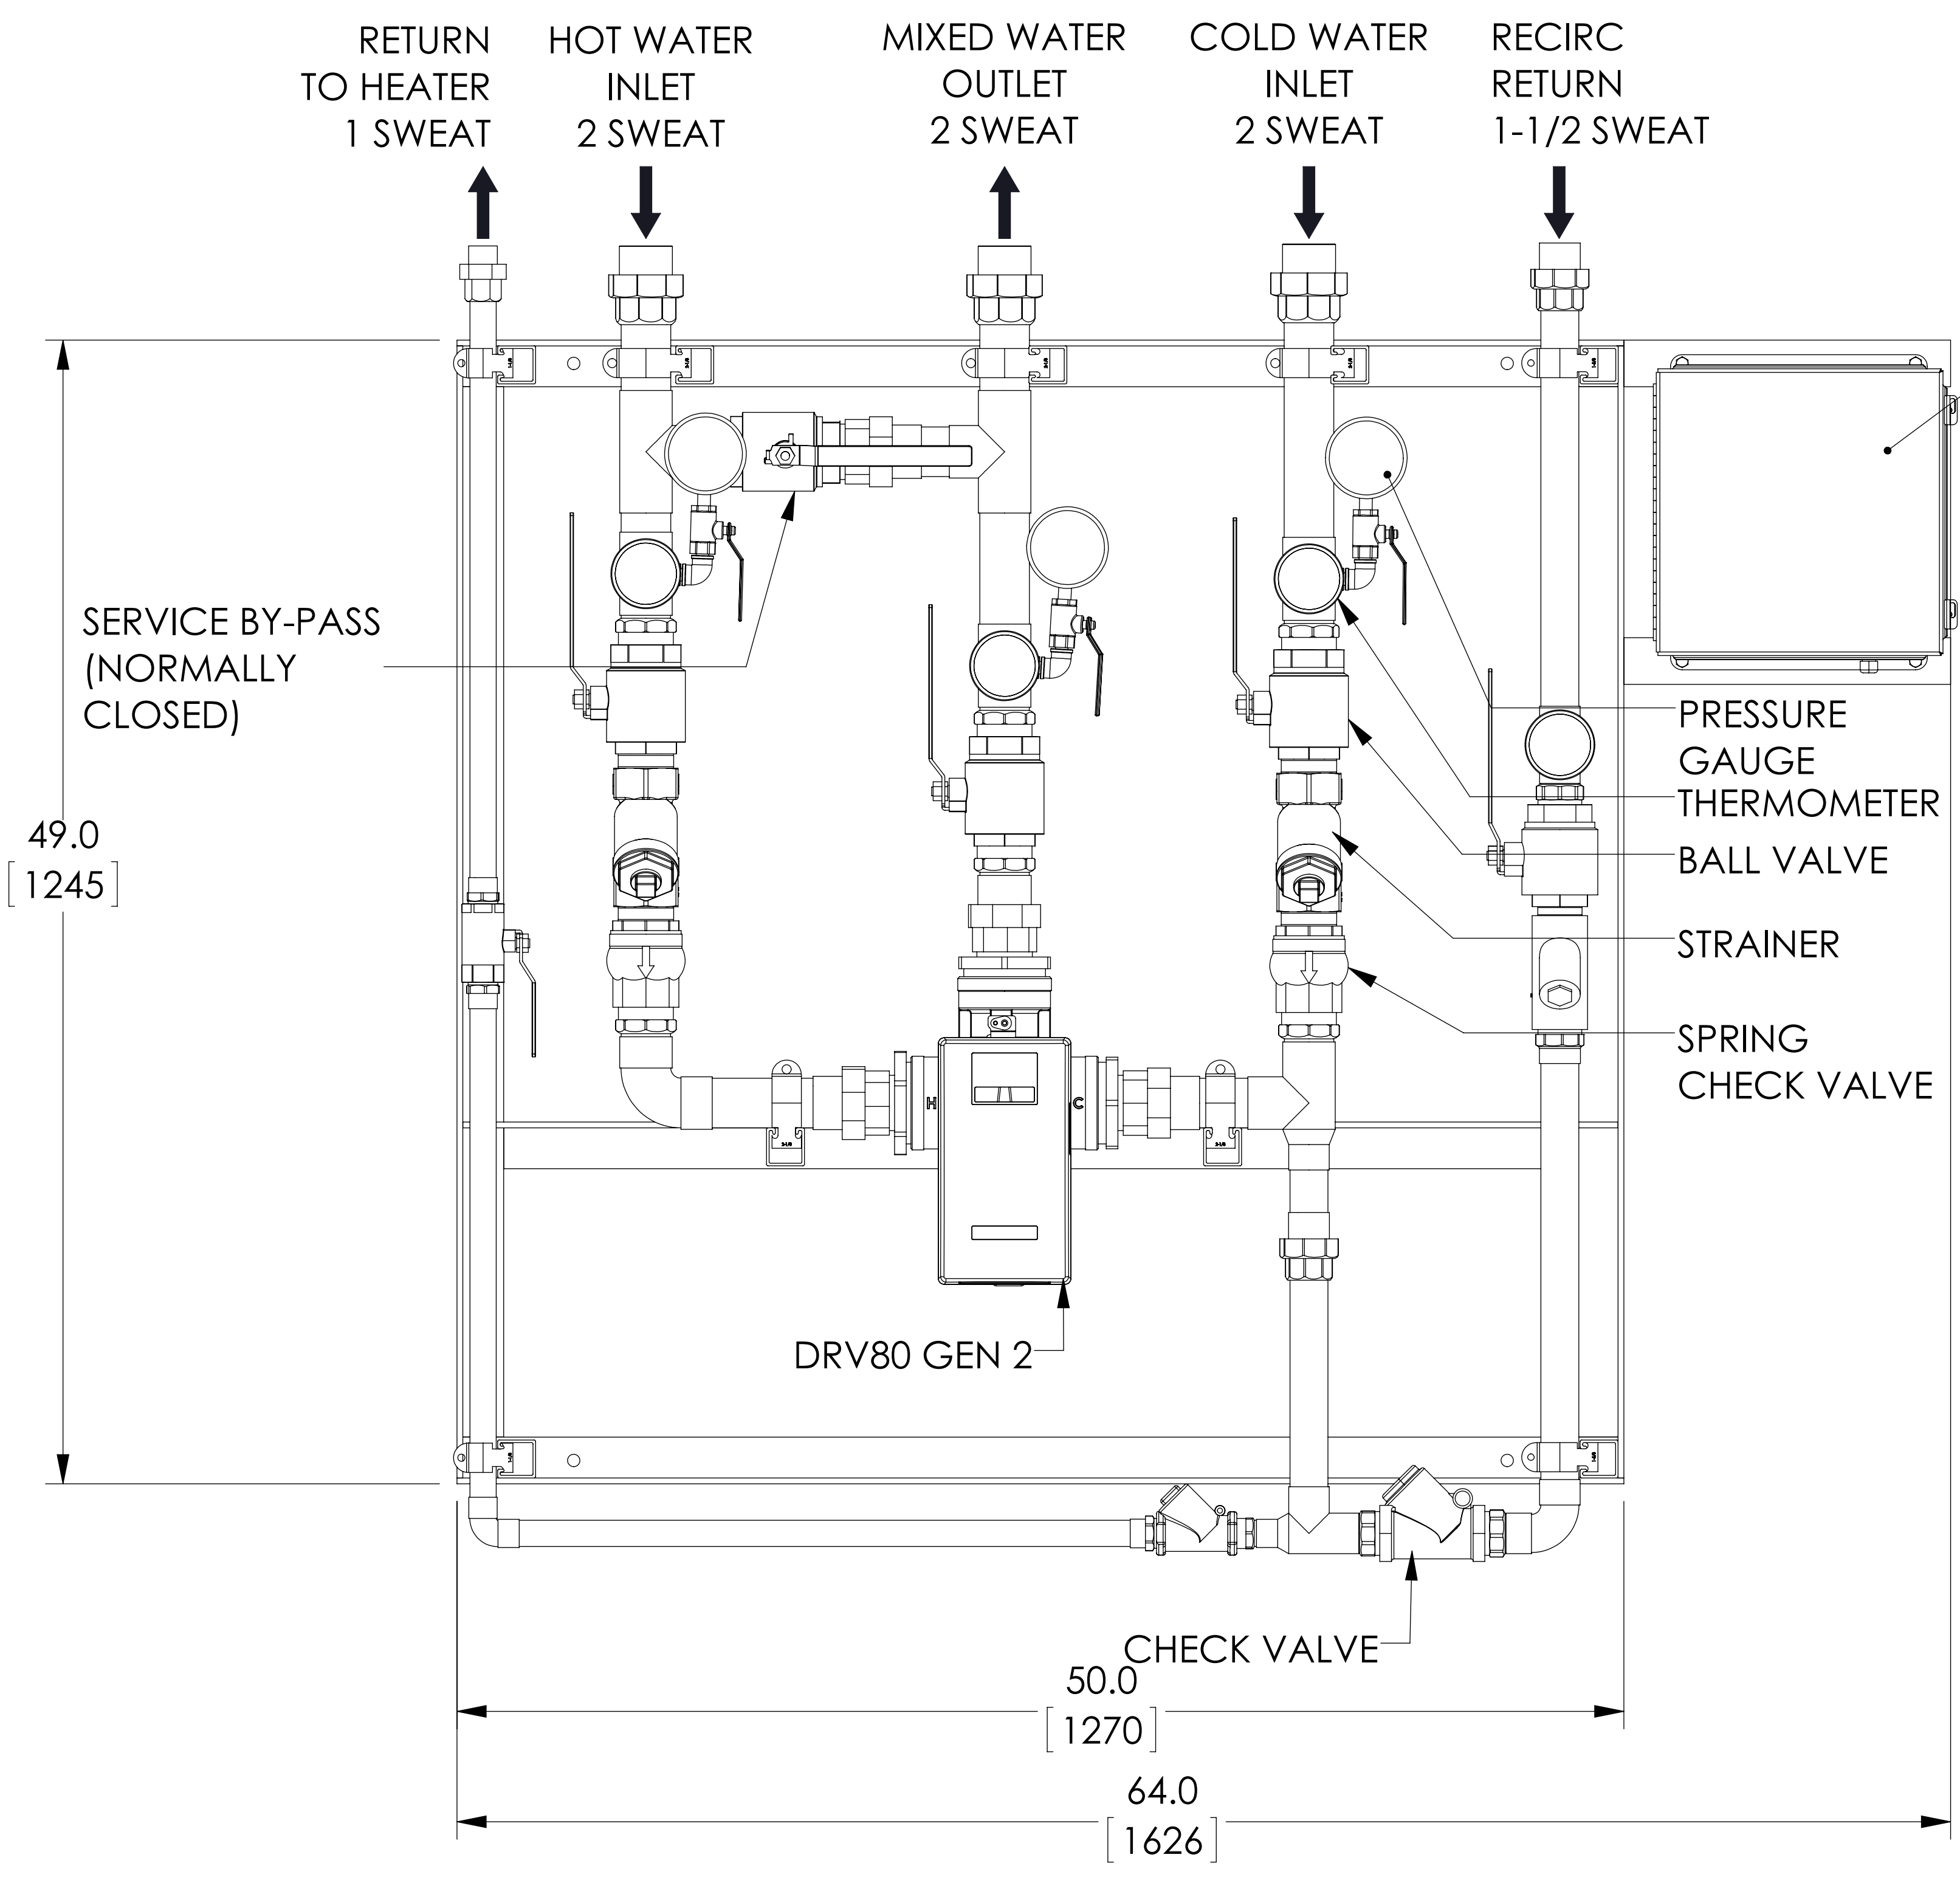 RETURN
TO HEATER
1 SWEAT
HOT WATER
INLET
2 SWEAT
MIXED WATER
OUTLET
2 SWEAT
COLD WATER
INLET
2 SWEAT
RECIRC
RETURN
1-1/2 SWEAT
SERVICE BY-PASS
(NORMALLY
CLOSED)
PRESSURE
GAUGE
THERMOMETER
BALL VALVE
STRAINER
SPRING
CHECK VALVE
49.0
[1245]
H
C
DRV80 GEN 2
CHECK VALVE
50.0
[1270]
64.0
[1626]